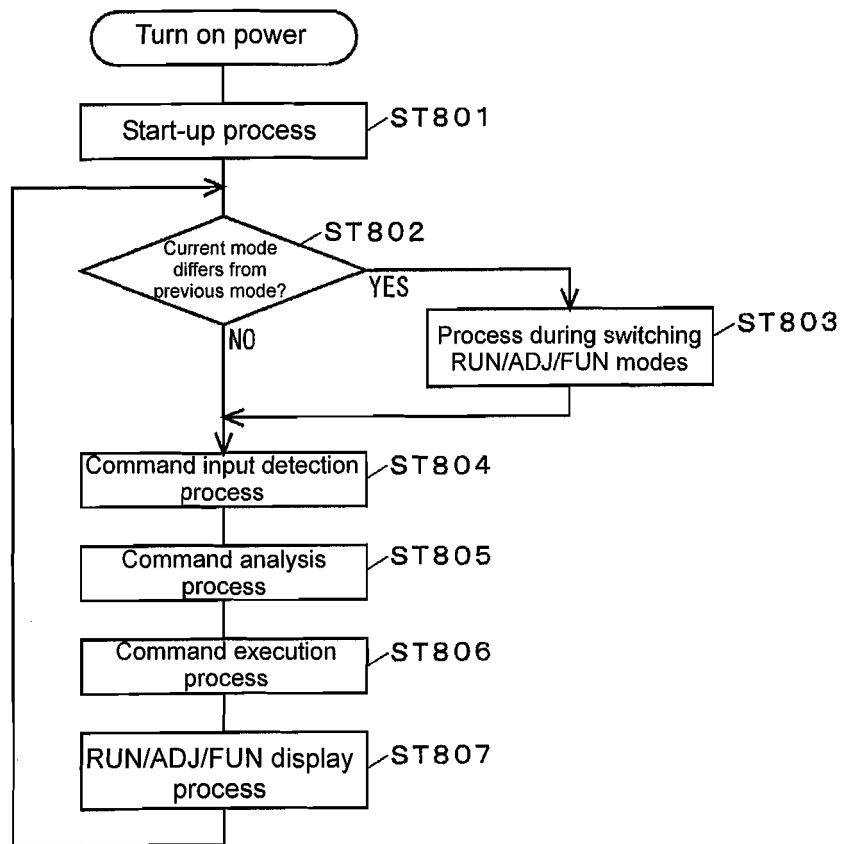 Turn on power
Start-up process
ST801
Current mode
differs from
previous mode?
ST802
YES
NO
Process during switching
RUN/ADJ/FUN modes
ST803
Command input detection
process
ST804
Command analysis
process
ST805
Command execution
process
ST806
RUN/ADJ/FUN display
process
ST807